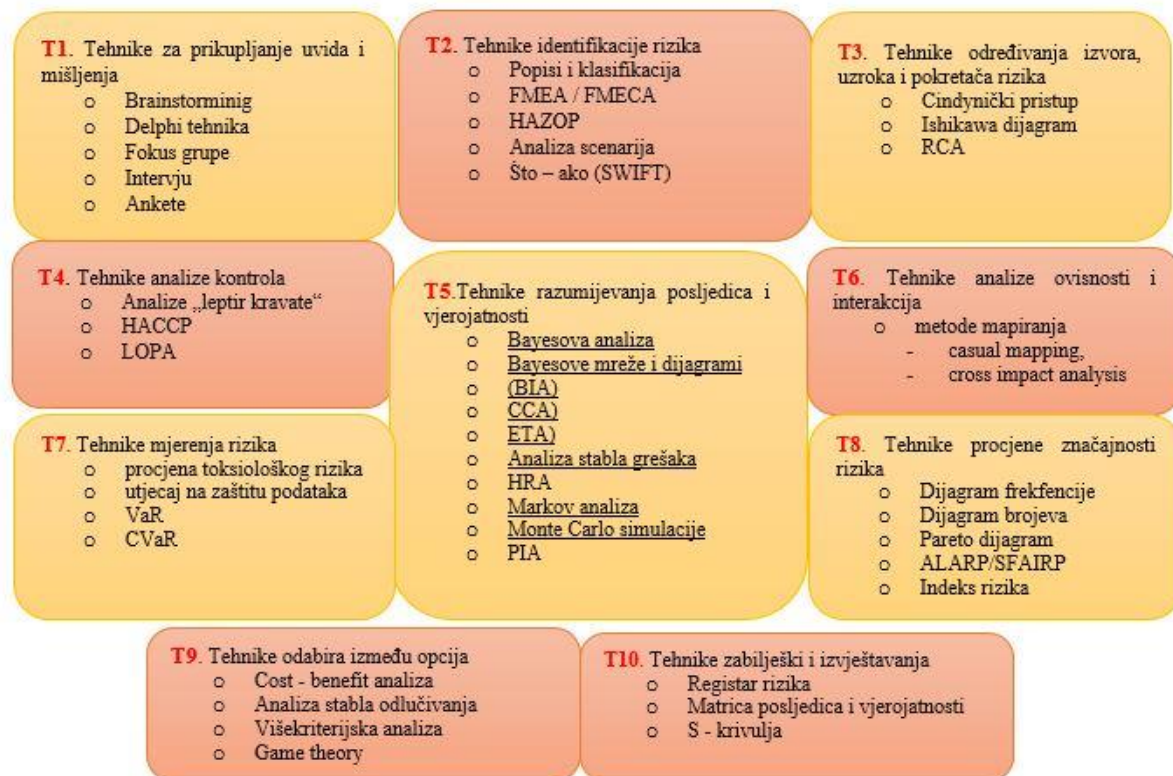 T1. Tehnike za prikupljanje uvida i
mišljenja
o Brainstorminig
o Delphi tehnika
o Fokus grupe
o Intervju
o Ankete
T2. Tehnike identifikacije rizika
o Popisi i klasifikacija
o FMEA / FMECA
o HAZOP
o Analiza scenarija
o Što – ako (SWIFT)
T3. Tehnike određivanja izvora,
uzroka i pokretača rizika
o Cindynički pristup
o Ishikawa dijagram
o RCA
T4. Tehnike analize kontrola
o Analize „leptir kravate“
o HACCP
o LOPA
T5.Tehnike razumijevanja posljedica i
vjerojatnosti
o Bayesova analiza
o Bayesove mreže i dijagrami
o (BIA)
o CCA)
o ETA)
o Analiza stabla grešaka
o HRA
o Markov analiza
o Monte Carlo simulacije
o PIA
T6. Tehnike analize ovisnosti i
interakcija
o metode mapiranja
- casual mapping,
- cross impact analysis
T7. Tehnike mjerenja rizika
o procjena toksiološkog rizika
o utjecaj na zaštitu podataka
o VaR
o CVaR
T8. Tehnike procjene značajnosti
rizika
o Dijagram frekfencije
o Dijagram brojeva
o Pareto dijagram
o ALARP/SFAIRP
o Indeks rizika
T9. Tehnike odabira između opcija
o Cost - benefit analiza
o Analiza stabla odlučivanja
o Višekriterijska analiza
o Game theory
T10. Tehnike zabilješki i izvještavanja
o Registar rizika
o Matrica posljedica i vjerojatnosti
o S - krivulja